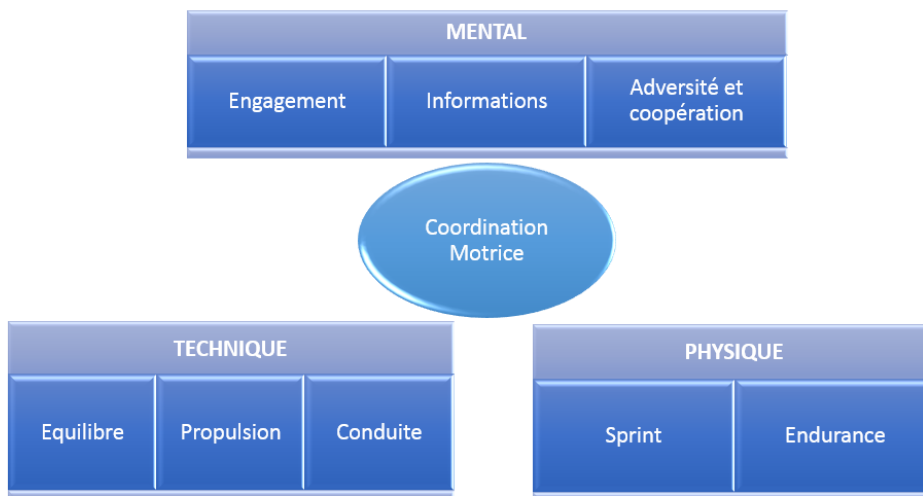 MENTAL
Engagement
Informations
Adversité et
coopération
Coordination
Motrice
TECHNIQUE
Equilibre
Propulsion
Conduite
PHYSIQUE
Sprint
Endurance